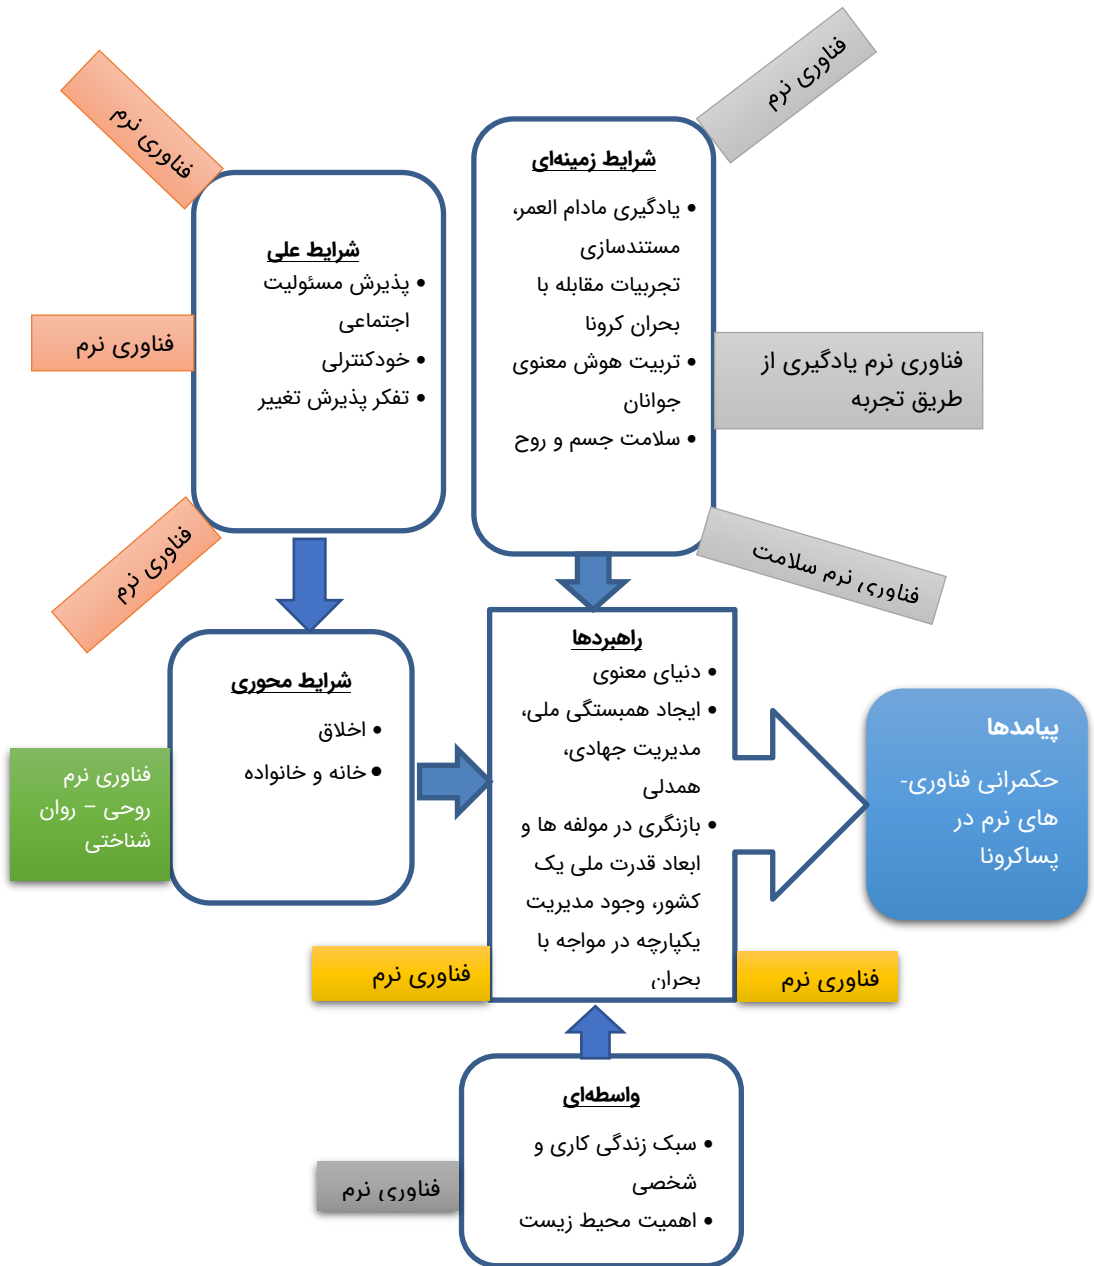 فناوری نرم
فناوری نرم
شرایط زمینه‌ای
یادگیری مادام العمر،
مستندسازی
تجربیات مقابله با
بحران کرونا
تربیت هوش معنوی
جوانان
سلامت جسم و روح
شرایط علی
پذیرش مسئولیت
اجتماعی
خودکنترلی
تفکر پذیرش تغییر
فناوری نرم
فناوری نرم یادگیری از
طریق تجربه
فناوری نرم
فناوری نرم سلامت
راهبردها
دنیای معنوی
ایجاد همبستگی ملی،
مدیریت جهادی،
همدلی
بازنگری در مولفه ها و
ابعاد قدرت ملی یک
کشور، وجود مدیریت
یکپارچه در مواجه با
بحران
شرایط محوری
اخلاق
خانه و خانواده
فناوری نرم
روحی – روان
شناختی
پیامدها
حکمرانی فناوری-
های نرم در
پساکرونا
فناوری نرم
فناوری نرم
واسطه‌ای
سبک زندگی کاری و
شخصی
اهمیت محیط زیست
فناوری نرم